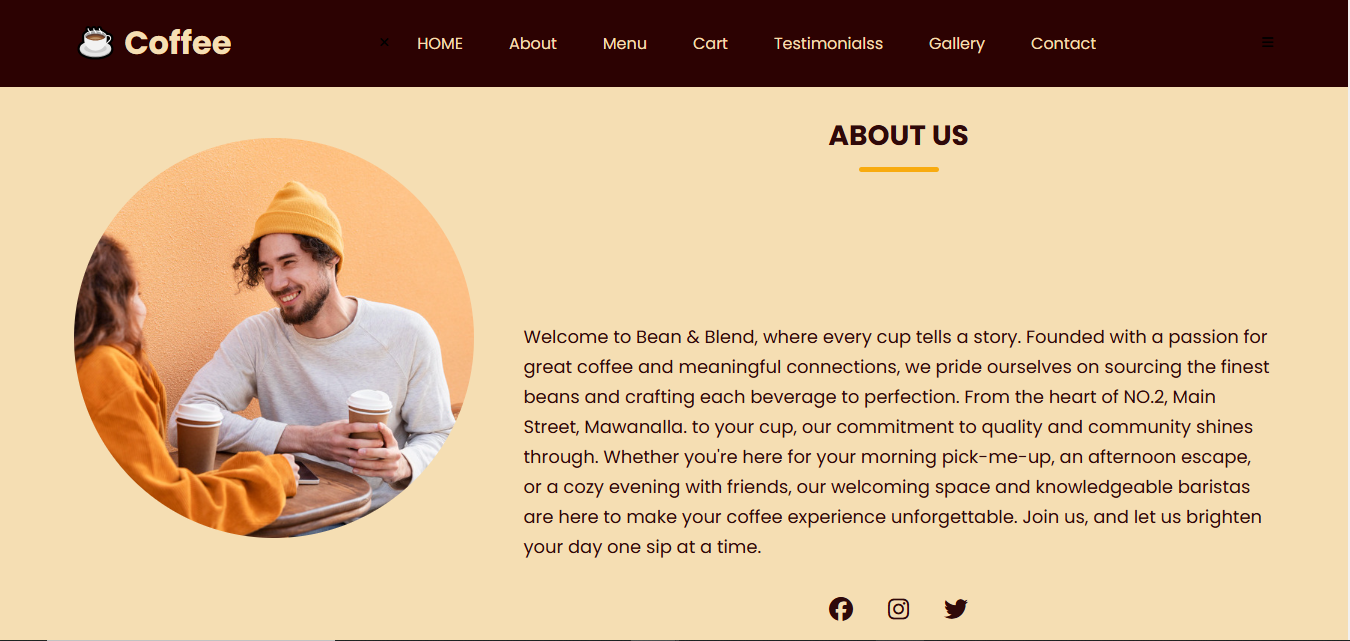 Coffee
HOME About Menu Cart Testimonialss Gallery Contact
ABOUT US
Welcome to Bean & Blend, where every cup tells a story. Founded with a passion for
great coffee and meaningful connections, we pride ourselves on sourcing the finest
beans and crafting each beverage to perfection. From the heart of NO.2, Main
Street, Mawanalla. to your cup, our commitment to quality and community shines
through. Whether you're here for your morning pick-me-up, an afternoon escape,
or a cozy evening with friends, our welcoming space and knowledgeable baristas
are here to make your coffee experience unforgettable. Join us, and let us brighten
your day one sip at a time.